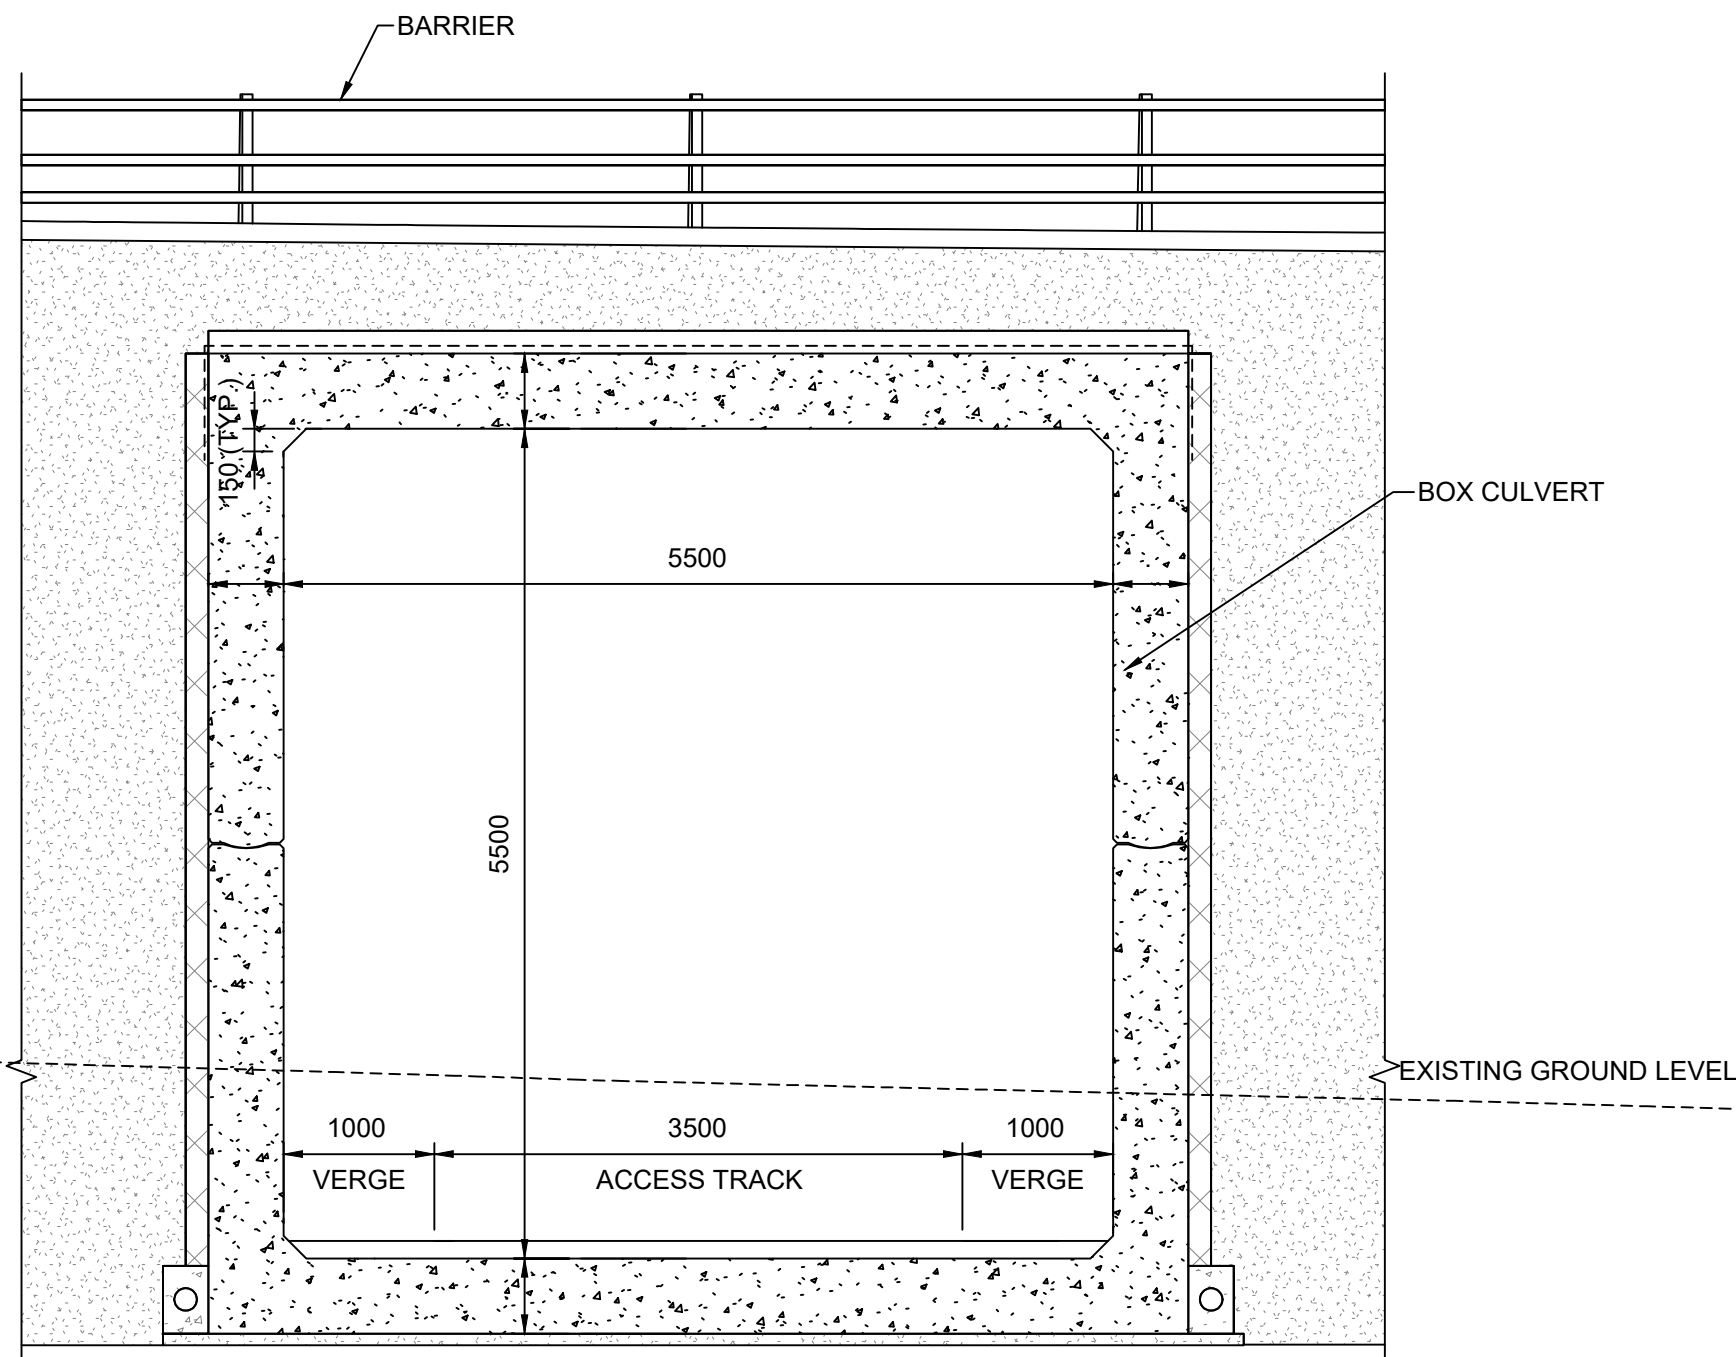 BARRIER
150 (TYP.)
BOX CULVERT
5500
5500
EXISTING GROUND LEVEL
1000
3500
1000
VERGE
ACCESS TRACK
VERGE